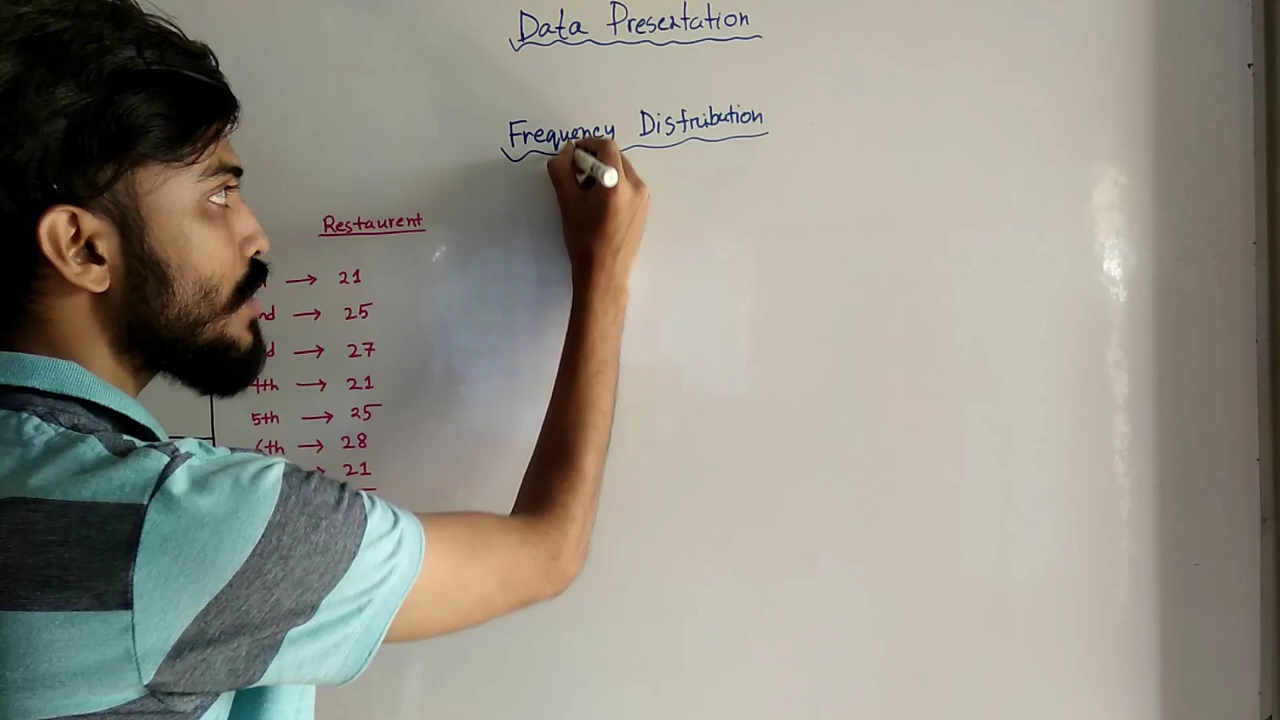 Data Presentation
Frequency Distribution
Restaurent
→ 21
nd → 25
d → 27
4th → 21
5th → 25
6th → 28
→ 21